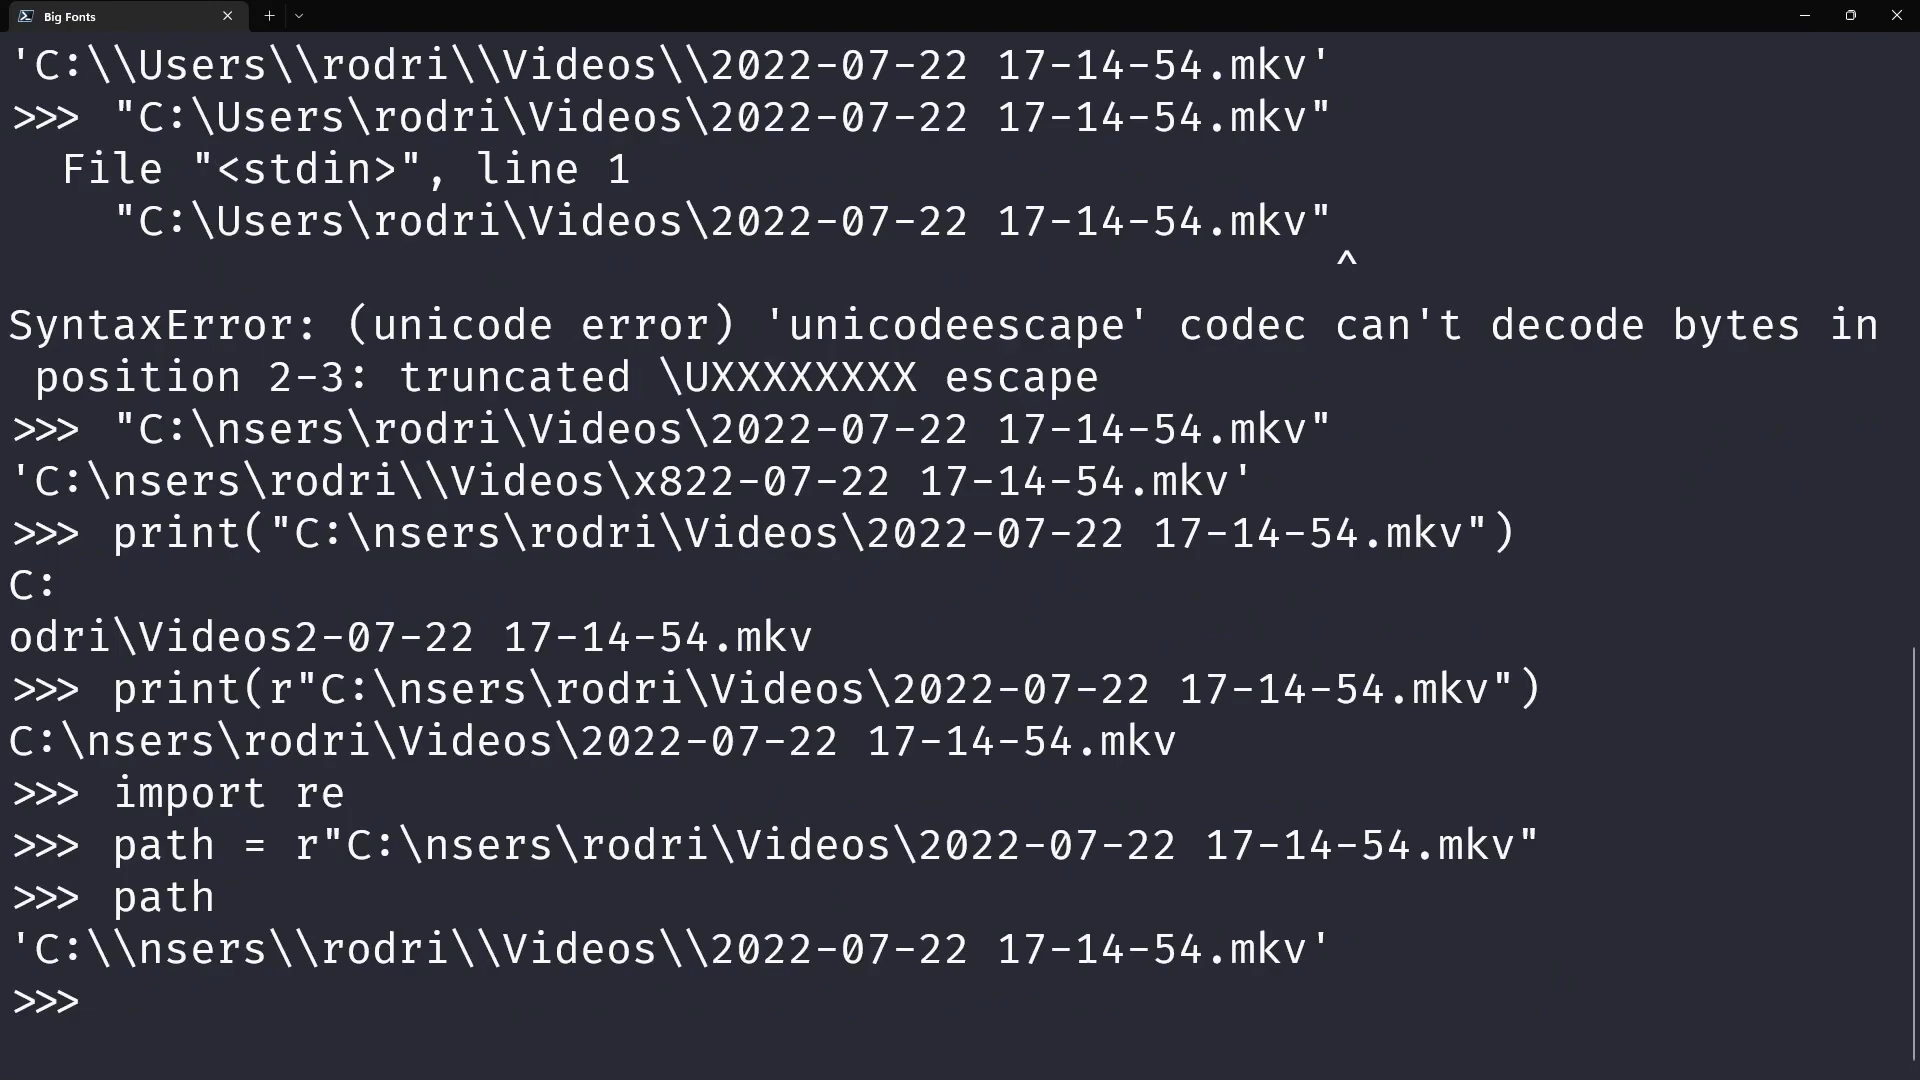 Big Fonts
'C:\\Users\\rodri\\Videos\\2022-07-22 17-14-54.mkv'
>>> "C:\Users\rodri\Videos\2022-07-22 17-14-54.mkv"
  File "<stdin>", line 1
    "C:\Users\rodri\Videos\2022-07-22 17-14-54.mkv"
                                                   ^
SyntaxError: (unicode error) 'unicodeescape' codec can't decode bytes in
 position 2-3: truncated \UXXXXXXXX escape
>>> "C:\nsers\rodri\Videos\2022-07-22 17-14-54.mkv"
'C:\nsers\rodri\\Videos\x822-07-22 17-14-54.mkv'
>>> print("C:\nsers\rodri\Videos\2022-07-22 17-14-54.mkv")
C:
odri\Videos2-07-22 17-14-54.mkv
>>> print(r"C:\nsers\rodri\Videos\2022-07-22 17-14-54.mkv")
C:\nsers\rodri\Videos\2022-07-22 17-14-54.mkv
>>> import re
>>> path = r"C:\nsers\rodri\Videos\2022-07-22 17-14-54.mkv"
>>> path
'C:\\nsers\\rodri\\Videos\\2022-07-22 17-14-54.mkv'
>>>